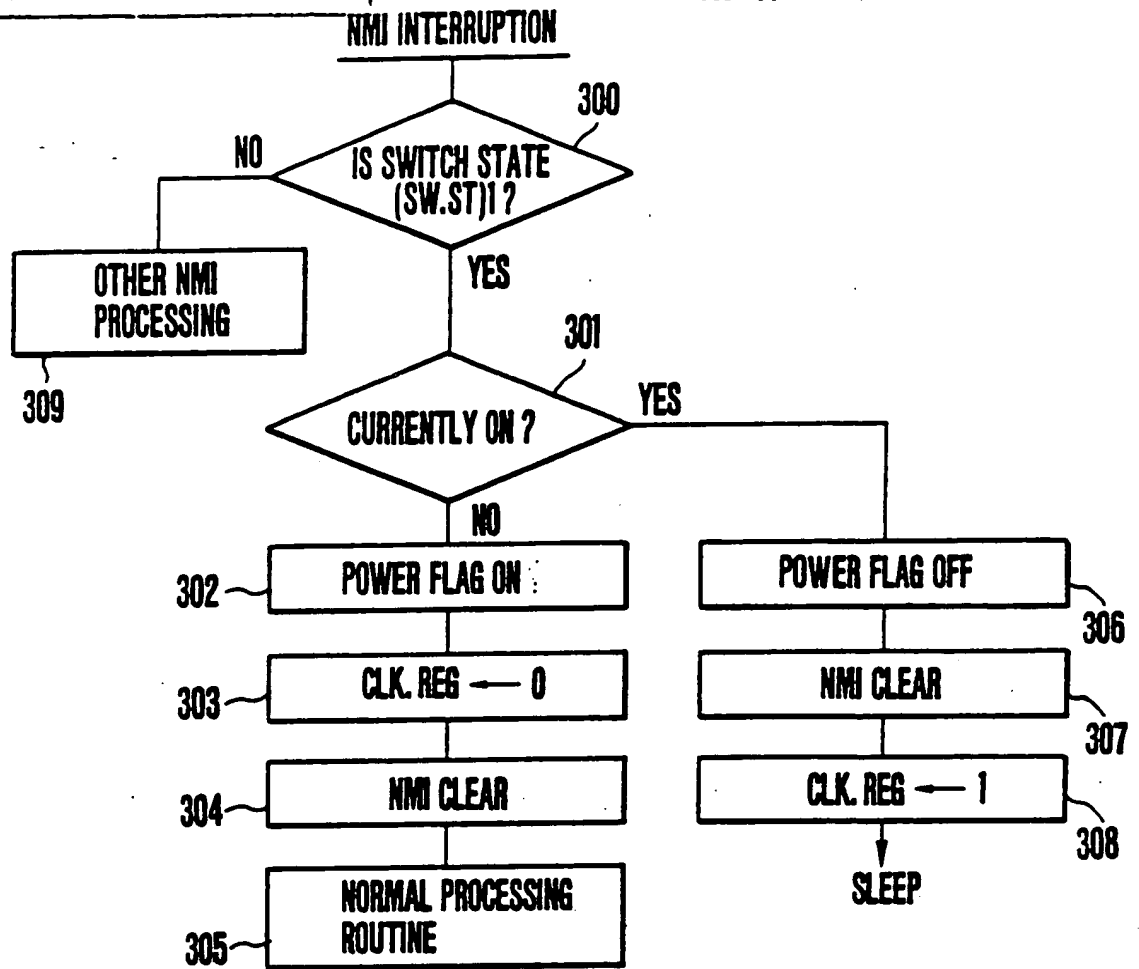 NMI INTERRUPTION
300
IS SWITCH STATE
(SW.ST)1 ?
NO
YES
OTHER NMI
PROCESSING
309
301
CURRENTLY ON ?
YES
NO
302
POWER FLAG ON
303
CLK. REG ← 0
304
NMI CLEAR
305
NORMAL PROCESSING
ROUTINE
POWER FLAG OFF
306
NMI CLEAR
307
CLK. REG ← 1
308
SLEEP